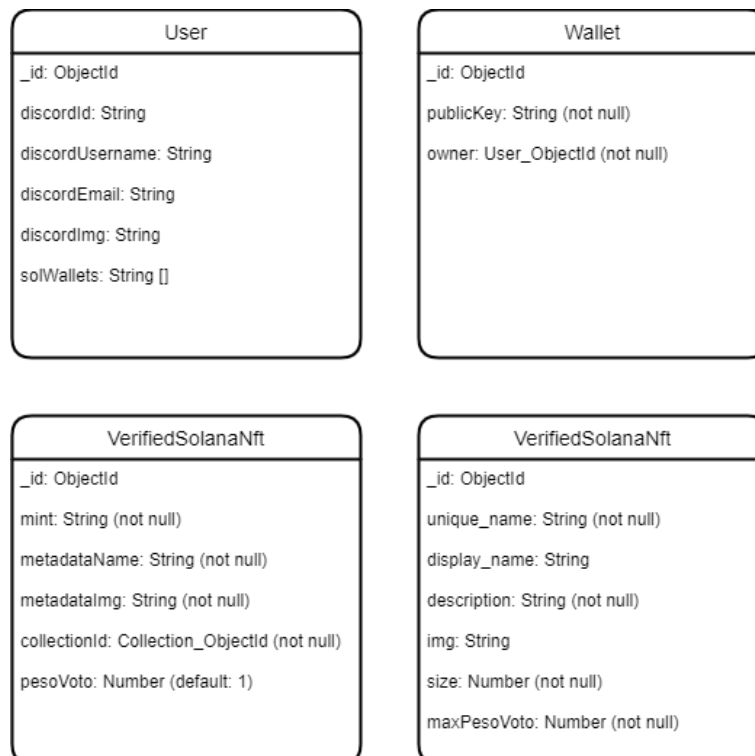 User
_id: ObjectId
discordId: String
discordUsername: String
discordEmail: String
discordImg: String
solWallets: String []
Wallet
_id: ObjectId
publicKey: String (not null)
owner: User_ObjectId (not null)
VerifiedSolanaNft
_id: ObjectId
mint: String (not null)
metadataName: String (not null)
metadataImg: String (not null)
collectionId: Collection_ObjectId (not null)
pesoVoto: Number (default: 1)
VerifiedSolanaNft
_id: ObjectId
unique_name: String (not null)
display_name: String
description: String (not null)
img: String
size: Number (not null)
maxPesoVoto: Number (not null)